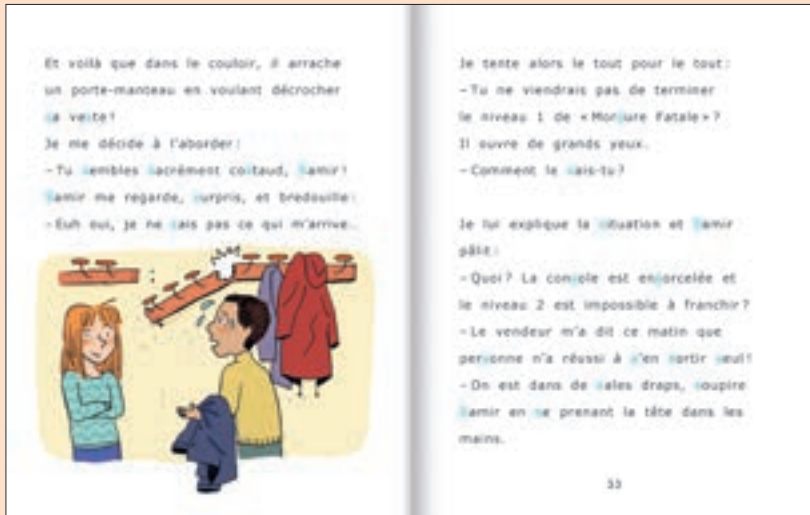 Et voilà que dans le couloir, il arrache
un porte-manteau en voulant décrocher
sa veste !
Je me décide à l'aborder :
– Tu sembles sacrément costaud, Samir !
Samir me regarde, surpris, et bredouille :
– Euh oui, je ne sais pas ce qui m'arrive.
Je tente alors le tout pour le tout :
– Tu ne viendrais pas de terminer
le niveau 1 de « Morsure Fatale » ?
Il ouvre de grands yeux.
– Comment le sais-tu ?
Je lui explique la situation et Samir
pâlit :
– Quoi ? La console est ensorcelée et
le niveau 2 est impossible à franchir ?
– Le vendeur m'a dit ce matin que
personne n'a réussi à s'en sortir seul !
– On est dans de sales draps, soupire
Samir en se prenant la tête dans les
mains.
33